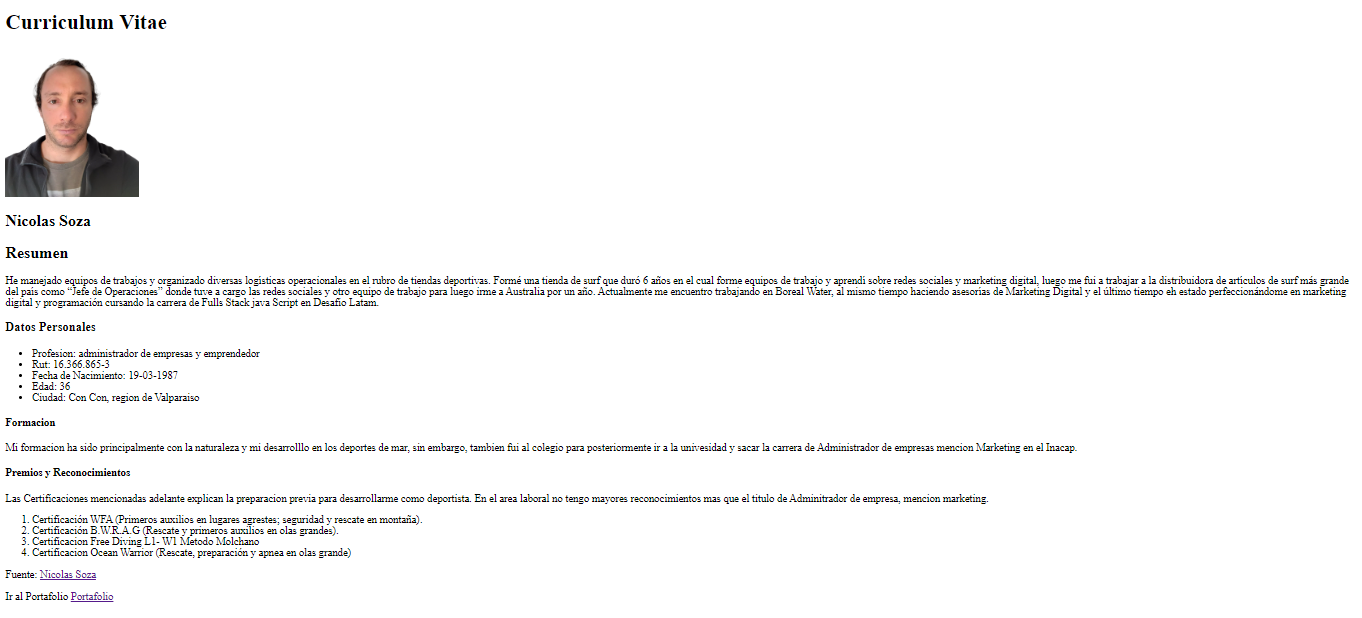 Curriculum Vitae
Nicolas Soza
Resumen
He manejado equipos de trabajos y organizado diversas logisticas operacionales en el rubro de tiendas deportivas. Formé una tienda de surf que duró 6 años en el cual forme equipos de trabajo y aprendi sobre redes sociales y marketing digital, luego me fui a trabajar a la distribuidora de articulos de surf más grande
del país como “Jefe de Operaciones” donde tuve a cargo las redes sociales y otro equipo de trabajo para luego irme a Australia por un año. Actualmente me encuentro trabajando en Boreal Water, al mismo tiempo haciendo asesorias de Marketing Digital y el último tiempo eh estado perfeccionándome en marketing
digital y programación cursando la carrera de Fulls Stack java Script en Desafio Latam.
Datos Personales
• Profesion: administrador de empresas y emprendedor
• Rut: 16.366.865-3
• Fecha de Nacimiento: 19-03-1987
• Edad: 36
• Ciudad: Con Con, region de Valparaiso
Formacion
Mi formacion ha sido principalmente con la naturaleza y mi desarrolllo en los deportes de mar, sin embargo, tambien fui al colegio para posteriormente ir a la univesidad y sacar la carrera de Administrador de empresas mencion Marketing en el Inacap.
Premios y Reconocimientos
Las Certificaciones mencionadas adelante explican la preparacion previa para desarrollarme como deportista. En el area laboral no tengo mayores reconocimientos mas que el titulo de Adminitrador de empresa, mencion marketing.
1. Certificación WFA (Primeros auxilios en lugares agrestes; seguridad y rescate en montaña).
2. Certificación B.W.R.A.G (Rescate y primeros auxilios en olas grandes).
3. Certificacion Free Diving L1- W1 Metodo Molchano
4. Certificacion Ocean Warrior (Rescate, preparación y apnea en olas grande)
Fuente: Nicolas Soza
Ir al Portafolio Portafolio